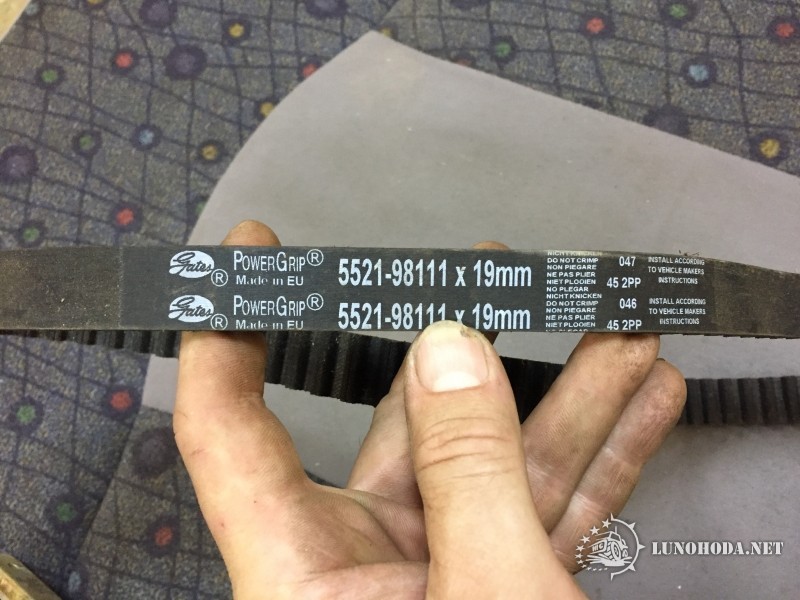 Gates® POWERGRIP®
Made in EU
5521-98111 x 19mm
NICHT KNICKEN
DO NOT CRIMP
NON PIEGARE
NE PAS PLIER
NIET PLOOIEN
NO PLEGAR
047
45 2PP
INSTALL ACCORDING
TO VEHICLE MAKERS
INSTRUCTIONS
Gates® POWERGRIP®
Made in EU
5521-98111 x 19mm
NICHT KNICKEN
DO NOT CRIMP
NON PIEGARE
NE PAS PLIER
NIET PLOOIEN
046
45 2PP
INSTALL ACCORDING
TO VEHICLE MAKERS
INSTRUCTIONS
LUNOHODA.NET